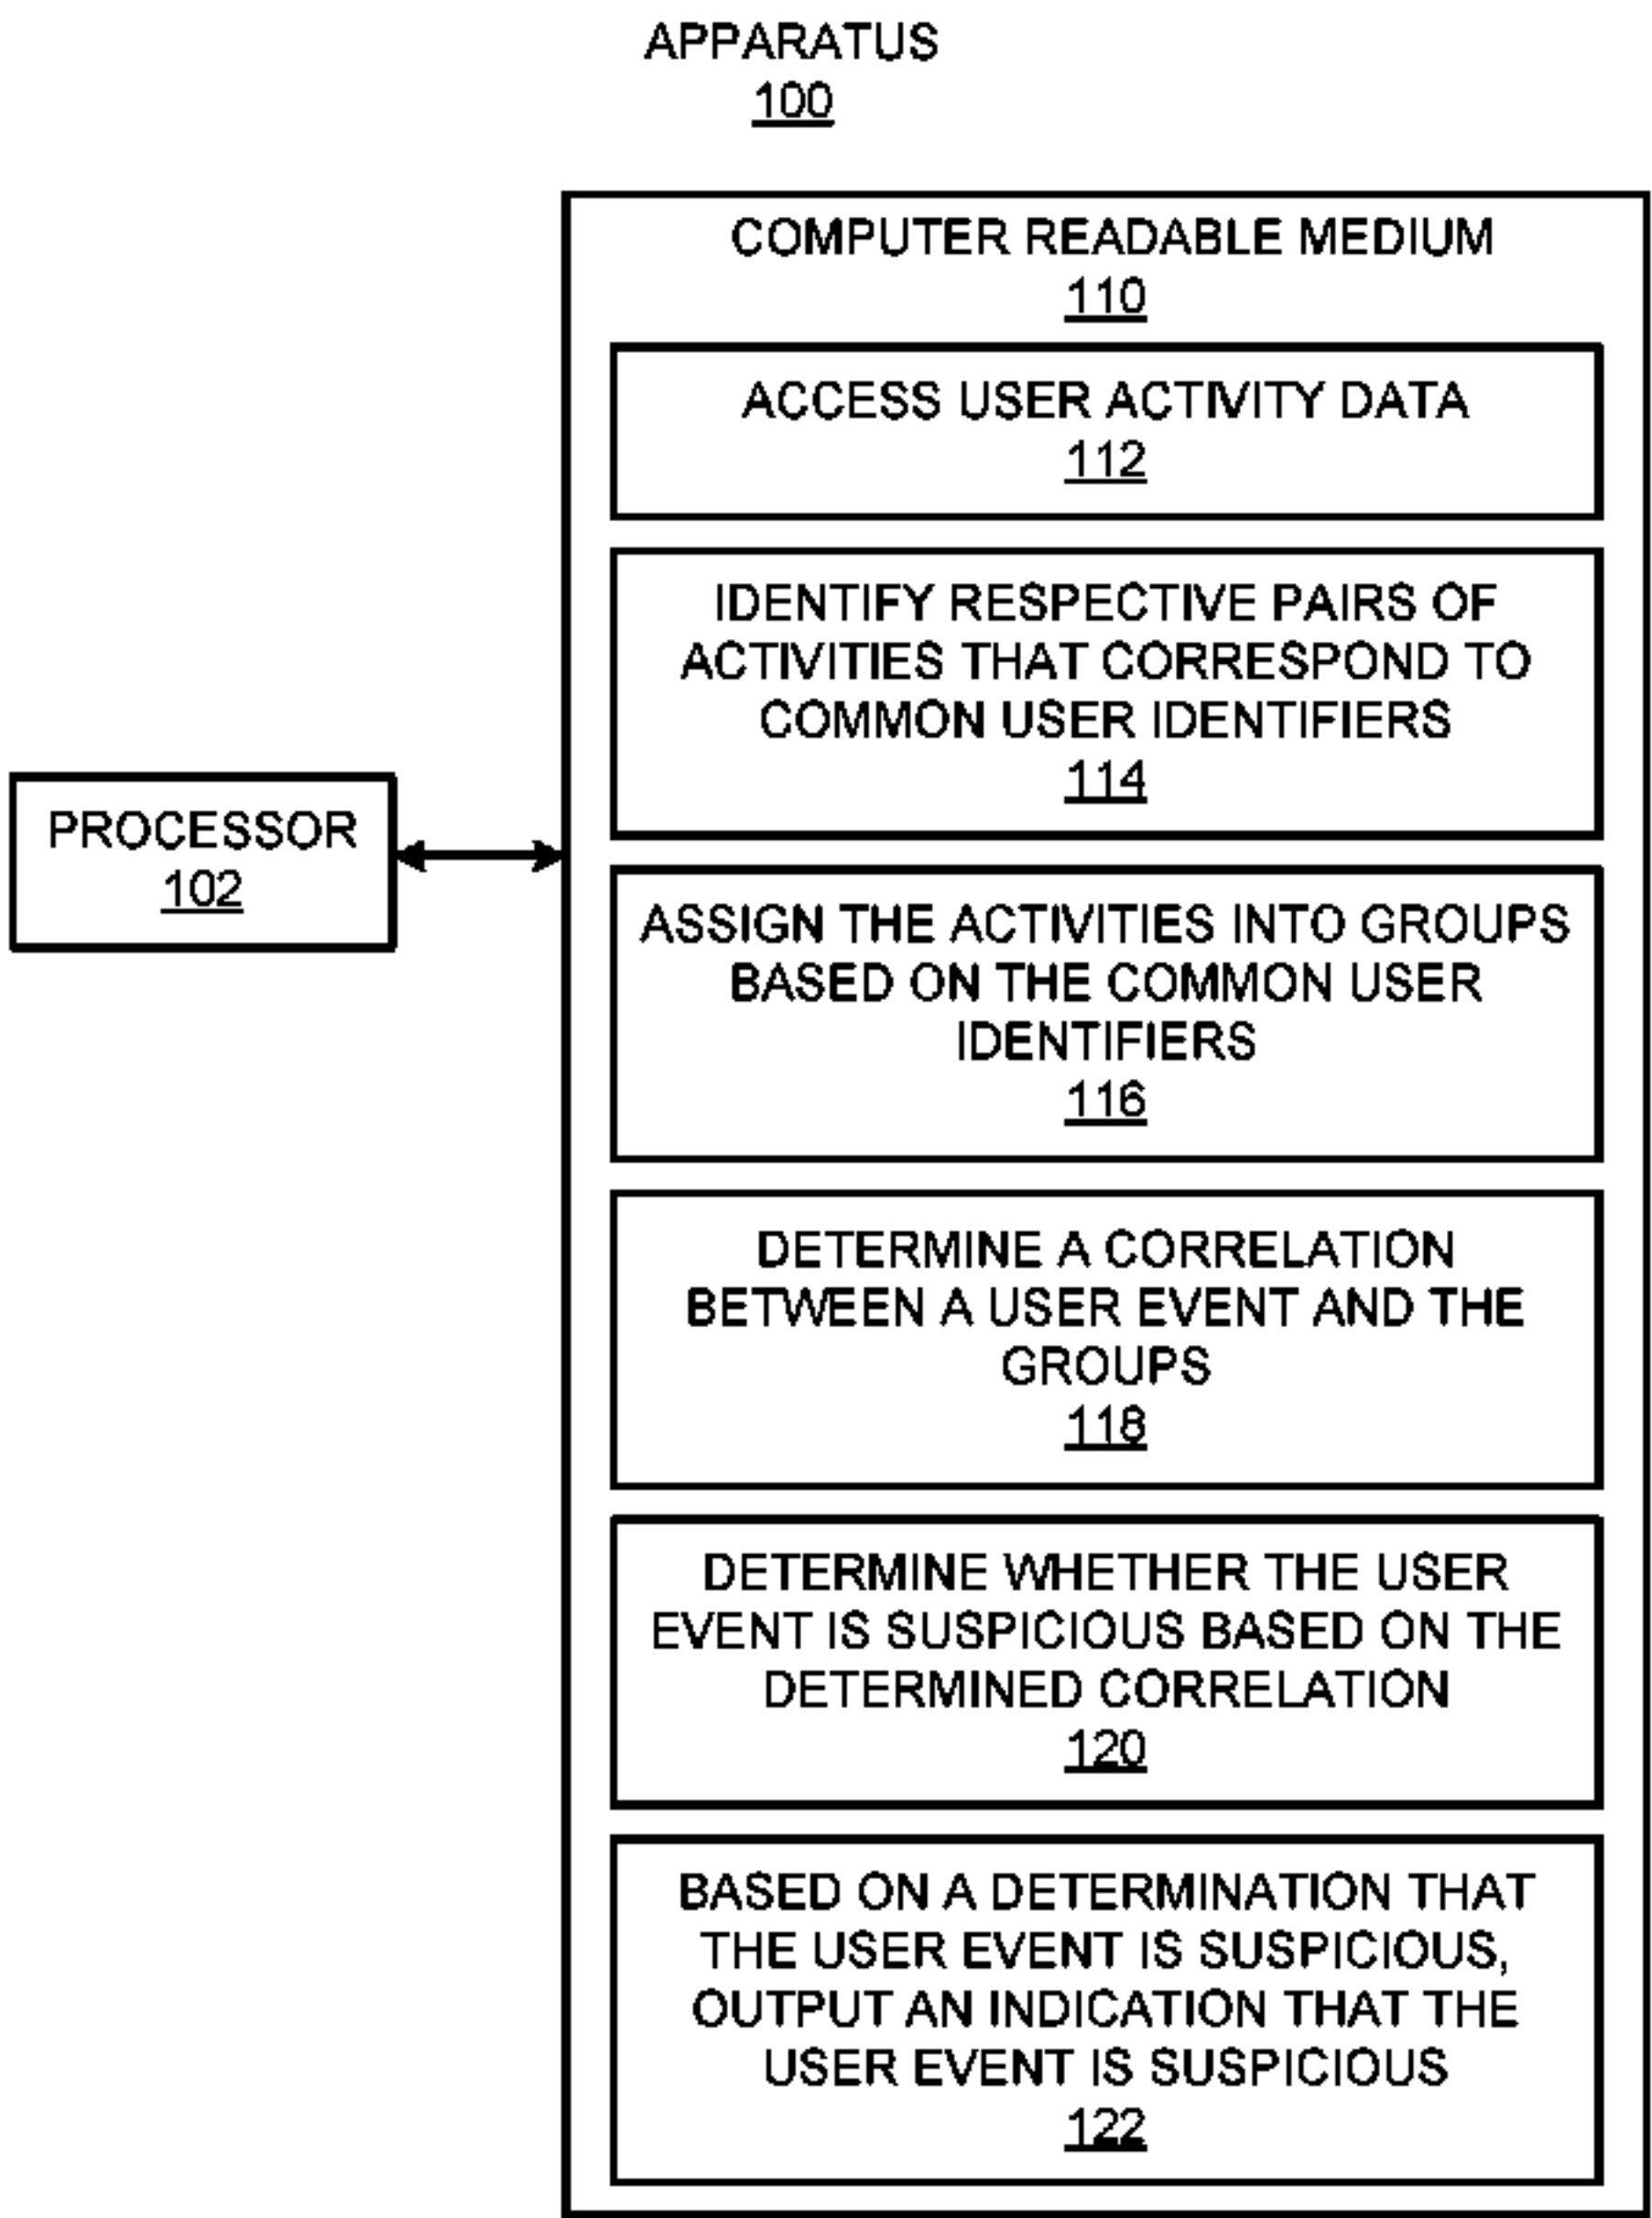 APPARATUS
100
COMPUTER READABLE MEDIUM
110
ACCESS USER ACTIVITY DATA
112
IDENTIFY RESPECTIVE PAIRS OF
ACTIVITIES THAT CORRESPOND TO
COMMON USER IDENTIFIERS
114
PROCESSOR
102
ASSIGN THE ACTIVITIES INTO GROUPS
BASED ON THE COMMON USER
IDENTIFIERS
116
DETERMINE A CORRELATION
BETWEEN A USER EVENT AND THE
GROUPS
118
DETERMINE WHETHER THE USER
EVENT IS SUSPICIOUS BASED ON THE
DETERMINED CORRELATION
120
BASED ON A DETERMINATION THAT
THE USER EVENT IS SUSPICIOUS,
OUTPUT AN INDICATION THAT THE
USER EVENT IS SUSPICIOUS
122